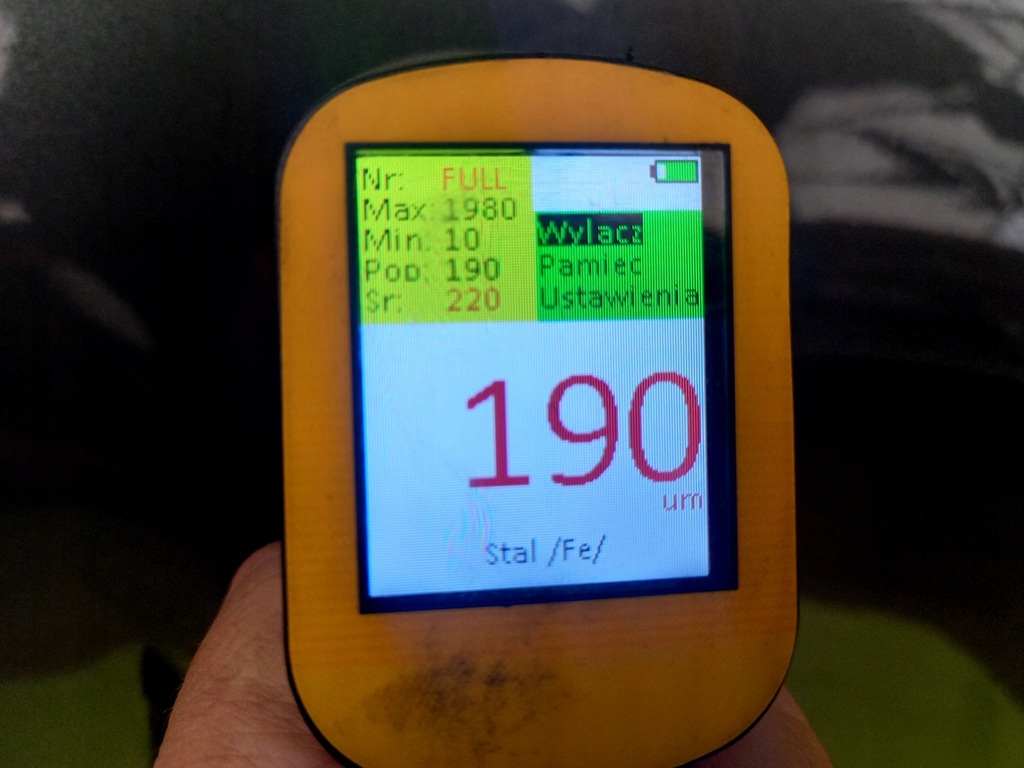 Nr: FULL
Max: 1980
Min: 10
Pop: 190
Sr: 220
Wylacz
Pamiec
Ustawienia
190
um
Stal /Fe/